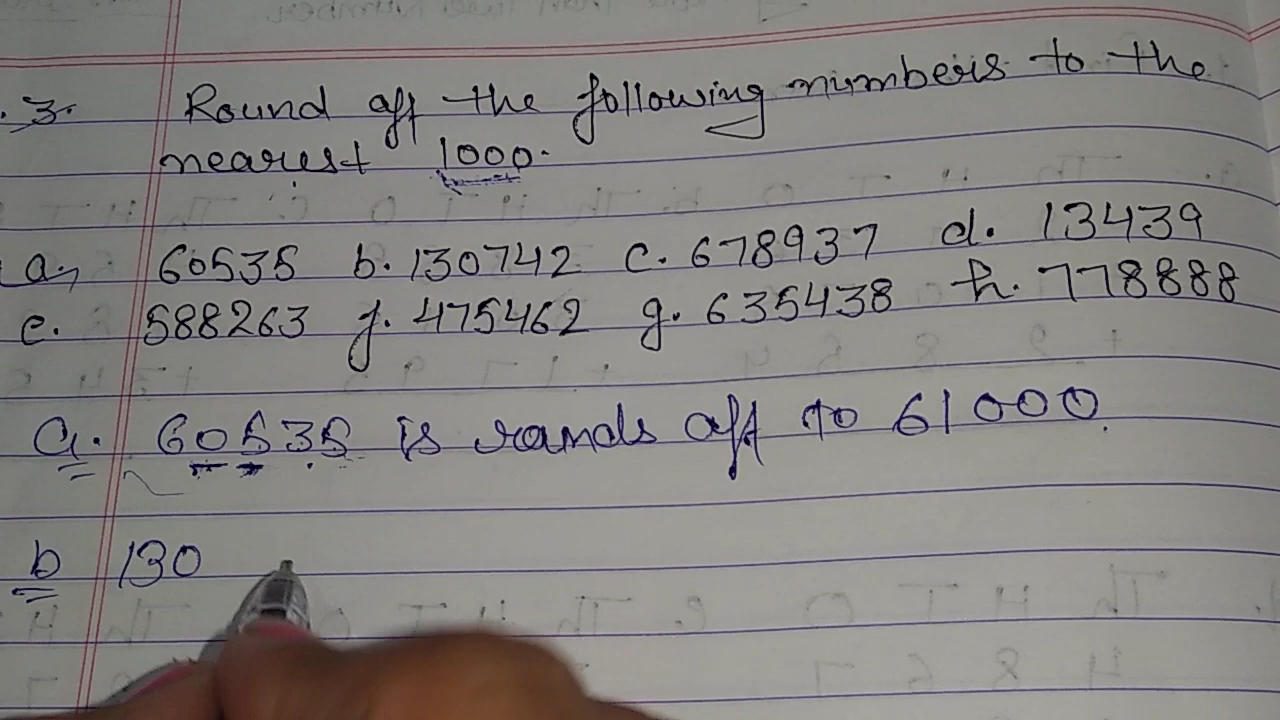 3. Round off the following numbers to the
nearest 1000.
a, 60535 b. 130742 c. 678937 d. 13439
e. 588263 f. 475462 g. 635438 h. 778888
a. 60535 is rounds off to 61000.
b 130